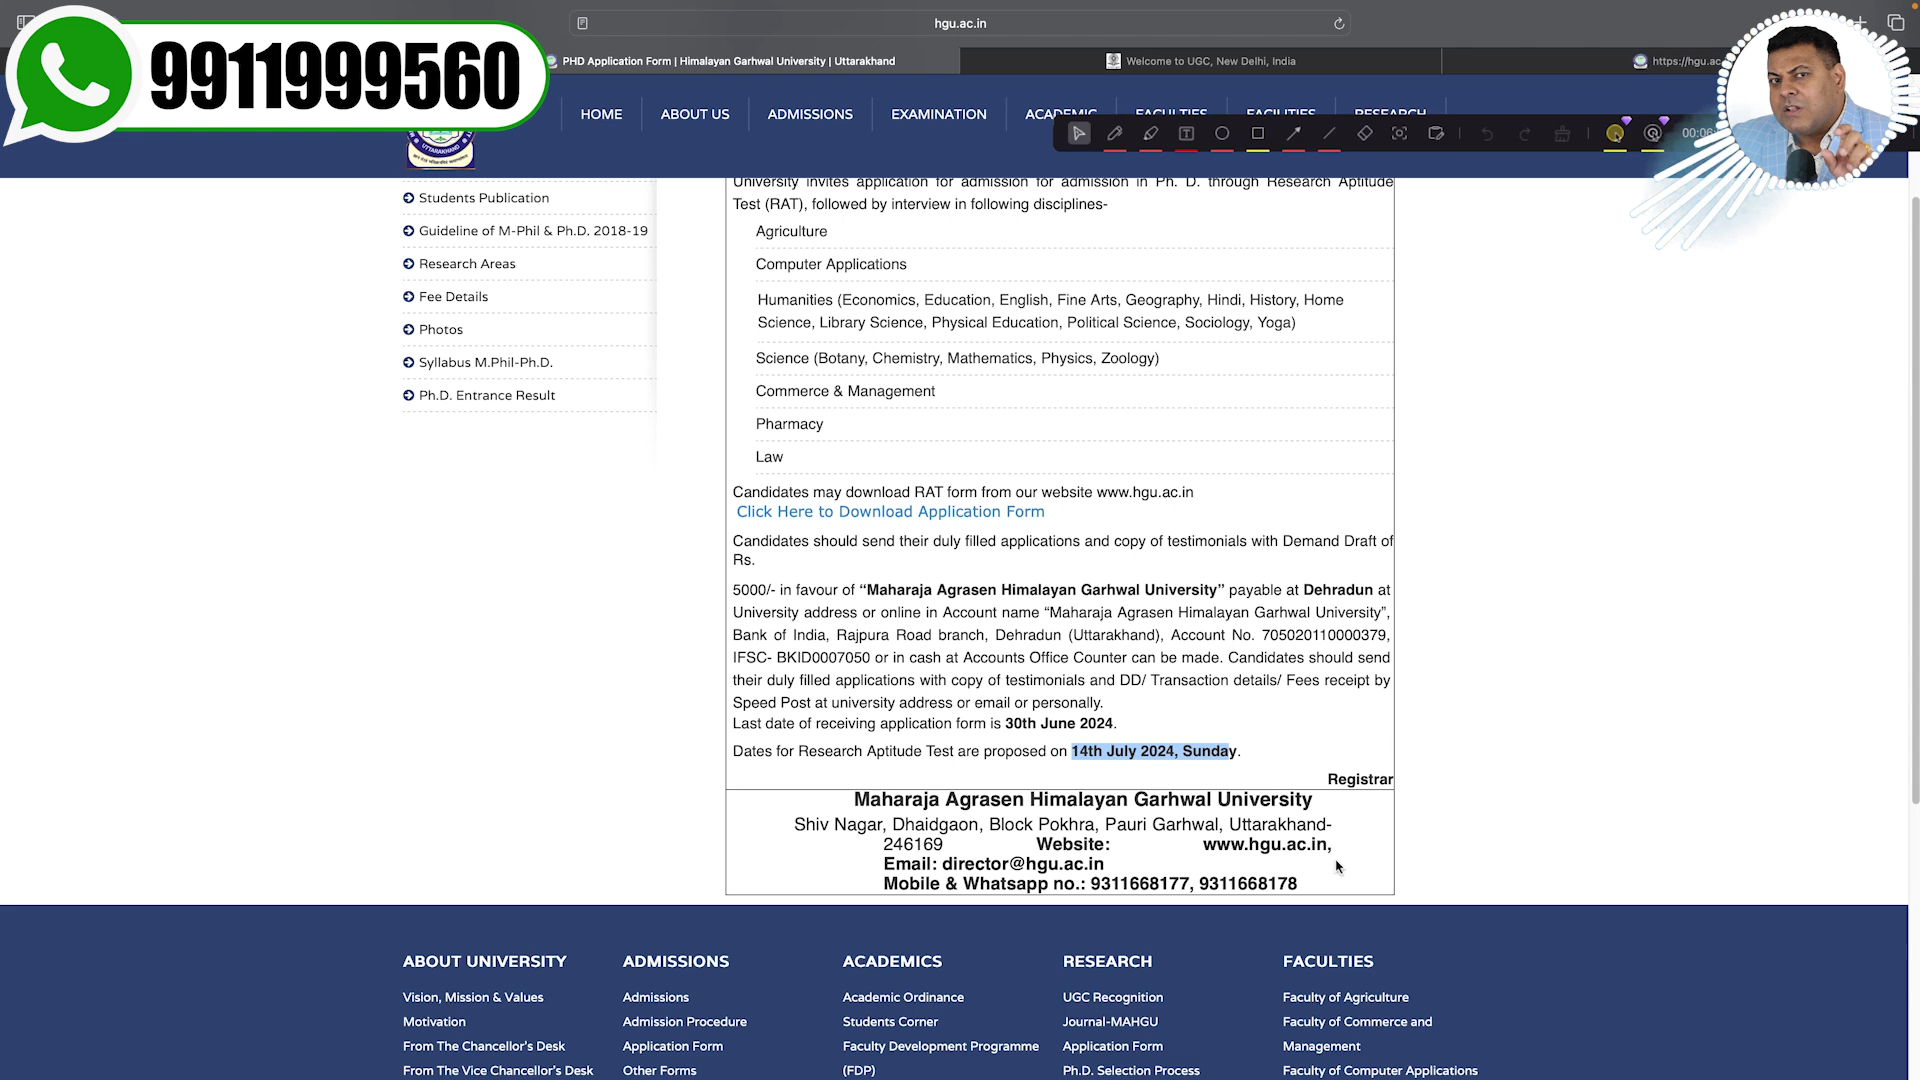 hgu.ac.in
9911999560
PHD Application Form | Himalayan Garhwal University | Uttarakhand
Welcome to UGC, New Delhi, India
https://hgu.ac
HOME
ABOUT US
ADMISSIONS
EXAMINATION
ACADEMIC
FACULTIES
FACILITIES
RESEARCH
UTTARAKHAND
Students Publication
Guideline of M-Phil & Ph.D. 2018-19
Research Areas
Fee Details
Photos
Syllabus M.Phil-Ph.D.
Ph.D. Entrance Result
University invites application for admission for admission in Ph. D. through Research Aptitude
Test (RAT), followed by interview in following disciplines-
Agriculture
Computer Applications
Humanities (Economics, Education, English, Fine Arts, Geography, Hindi, History, Home
Science, Library Science, Physical Education, Political Science, Sociology, Yoga)
Science (Botany, Chemistry, Mathematics, Physics, Zoology)
Commerce & Management
Pharmacy
Law
Candidates may download RAT form from our website www.hgu.ac.in
Click Here to Download Application Form
Candidates should send their duly filled applications and copy of testimonials with Demand Draft of
Rs.
5000/- in favour of “Maharaja Agrasen Himalayan Garhwal University” payable at Dehradun at
University address or online in Account name “Maharaja Agrasen Himalayan Garhwal University”,
Bank of India, Rajpura Road branch, Dehradun (Uttarakhand), Account No. 705020110000379,
IFSC- BKID0007050 or in cash at Accounts Office Counter can be made. Candidates should send
their duly filled applications with copy of testimonials and DD/ Transaction details/ Fees receipt by
Speed Post at university address or email or personally.
Last date of receiving application form is 30th June 2024.
Dates for Research Aptitude Test are proposed on 14th July 2024, Sunday.
Registrar
Maharaja Agrasen Himalayan Garhwal University
Shiv Nagar, Dhaidgaon, Block Pokhra, Pauri Garhwal, Uttarakhand-
246169 Website: www.hgu.ac.in,
Email: director@hgu.ac.in
Mobile & Whatsapp no.: 9311668177, 9311668178
ABOUT UNIVERSITY
Vision, Mission & Values
Motivation
From The Chancellor's Desk
From The Vice Chancellor's Desk
ADMISSIONS
Admissions
Admission Procedure
Application Form
Other Forms
ACADEMICS
Academic Ordinance
Students Corner
Faculty Development Programme
(FDP)
RESEARCH
UGC Recognition
Journal-MAHGU
Application Form
Ph.D. Selection Process
FACULTIES
Faculty of Agriculture
Faculty of Commerce and
Management
Faculty of Computer Applications